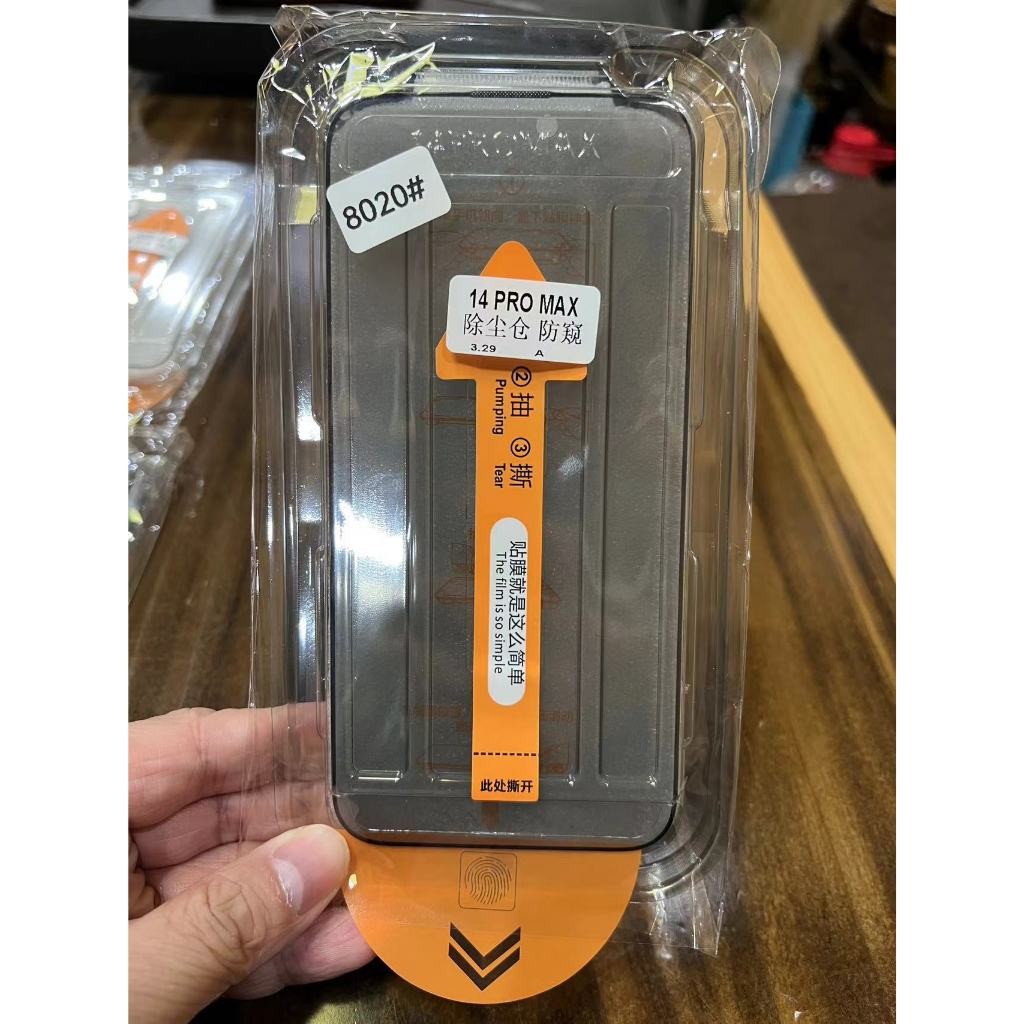 14PROMAX
8020#
14 PRO MAX
除尘仓 防窥
3.29 A
② 抽
Pumping
③ 撕
Tear
贴膜就是这么简单
The film is so simple
此处撕开